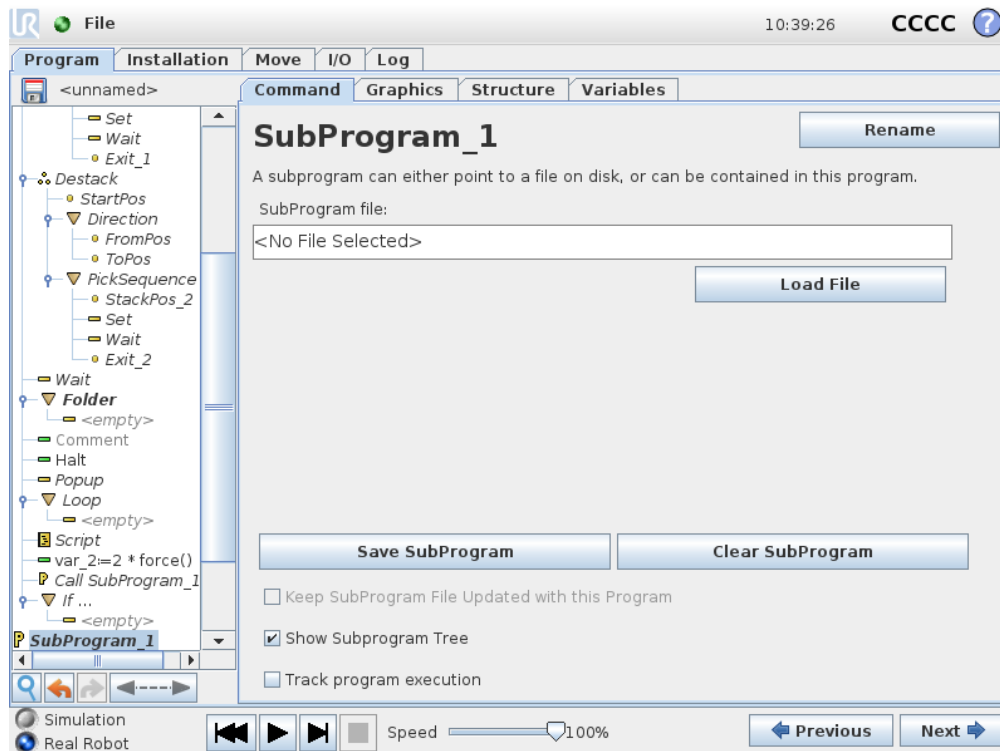 UR File 10:39:26 CCCC ?
Program Installation Move I/O Log
<unnamed>
Command Graphics Structure Variables
Set
Wait
Exit_1
Destack
StartPos
Direction
FromPos
ToPos
PickSequence
StackPos_2
Set
Wait
Exit_2
Wait
Folder
<empty>
Comment
Halt
Popup
Loop
<empty>
Script
var_2:=2 * force()
Call SubProgram_1
If ...
<empty>
P SubProgram_1
SubProgram_1
Rename
A subprogram can either point to a file on disk, or can be contained in this program.
SubProgram file:
<No File Selected>
Load File
Save SubProgram Clear SubProgram
Keep SubProgram File Updated with this Program
Show Subprogram Tree
Track program execution
Simulation
Real Robot
Speed 100%
Previous Next